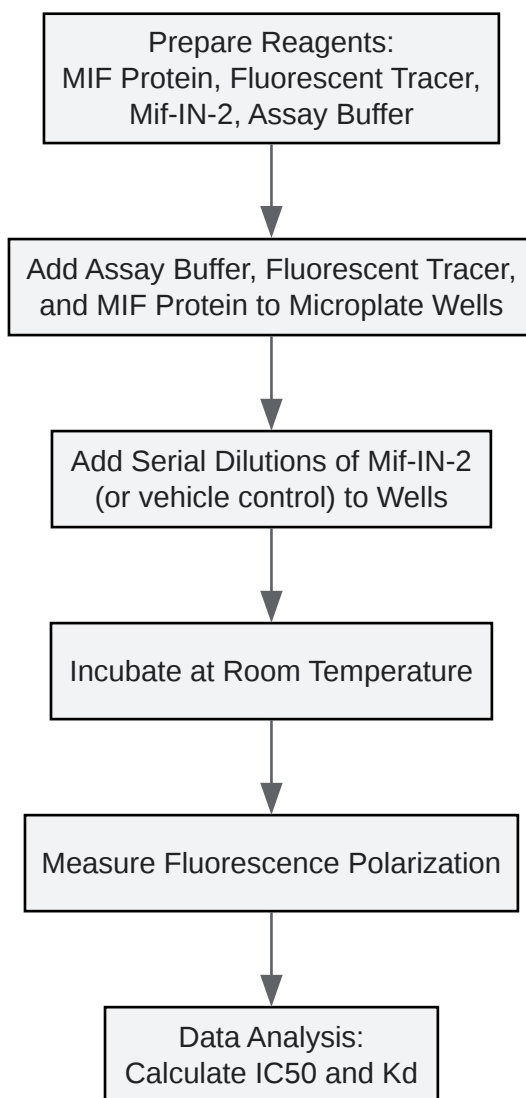 Prepare Reagents:
MIF Protein, Fluorescent Tracer,
Mif-IN-2, Assay Buffer
Add Assay Buffer, Fluorescent Tracer,
and MIF Protein to Microplate Wells
Add Serial Dilutions of Mif-IN-2
(or vehicle control) to Wells
Incubate at Room Temperature
Measure Fluorescence Polarization
Data Analysis:
Calculate IC50 and Kd